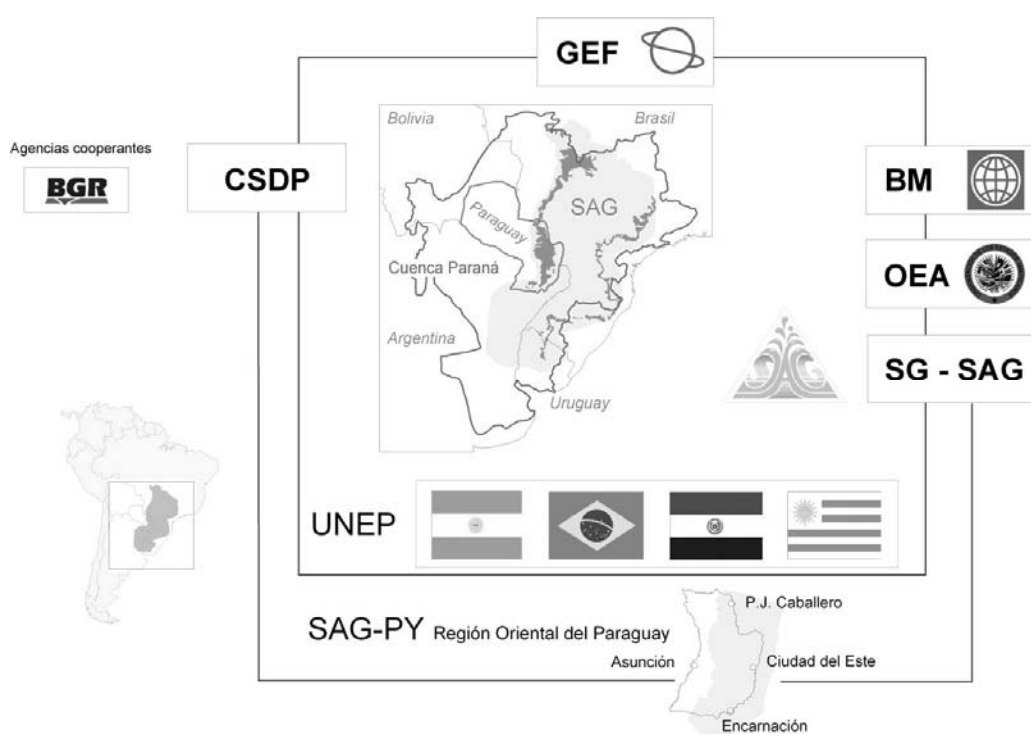 GEF
Bolivia
Brasil
Agencias cooperantes
BGR
CSDP
BM
SAG
Paraguay
Cuenca Paraná
OEA
Argentina
SAG
SG - SAG
Uruguay
UNEP
SAG-PY Región Oriental del Paraguay
P.J. Caballero
Asunción
Ciudad del Este
Encarnación